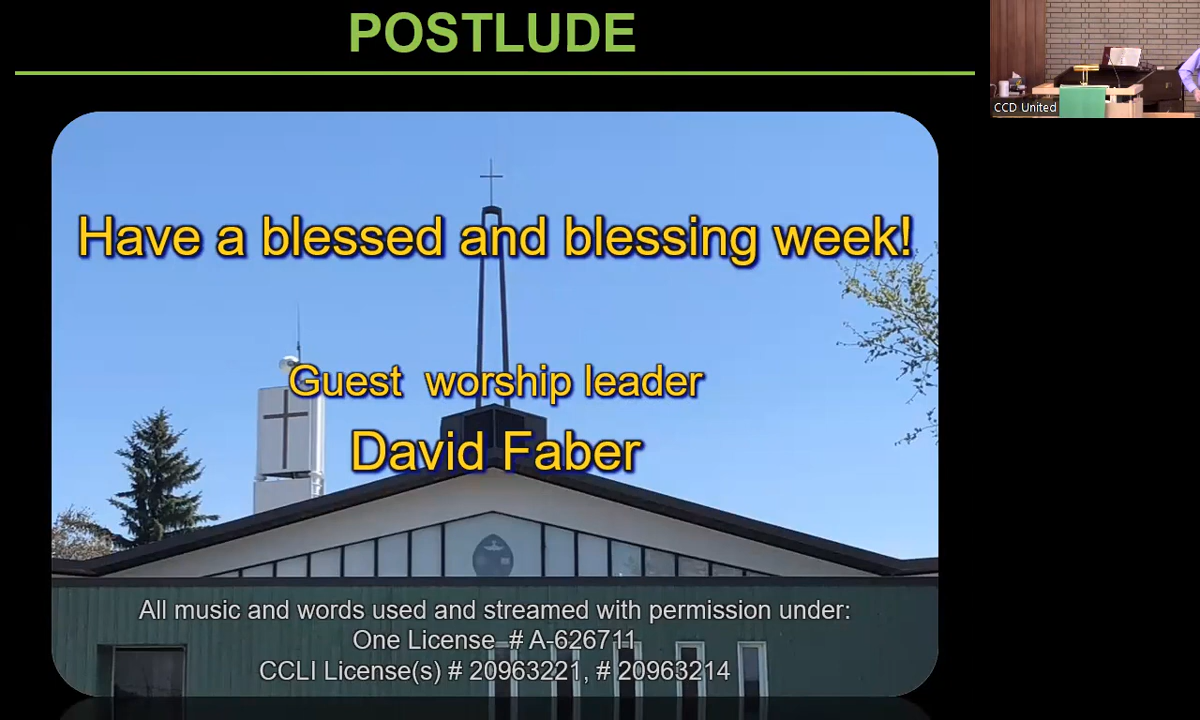 POSTLUDE
CCD United
Have a blessed and blessing week!
Guest worship leader
David Faber
All music and words used and streamed with permission under:
One License # A-626711
CCLI License(s) # 20963221, # 20963214